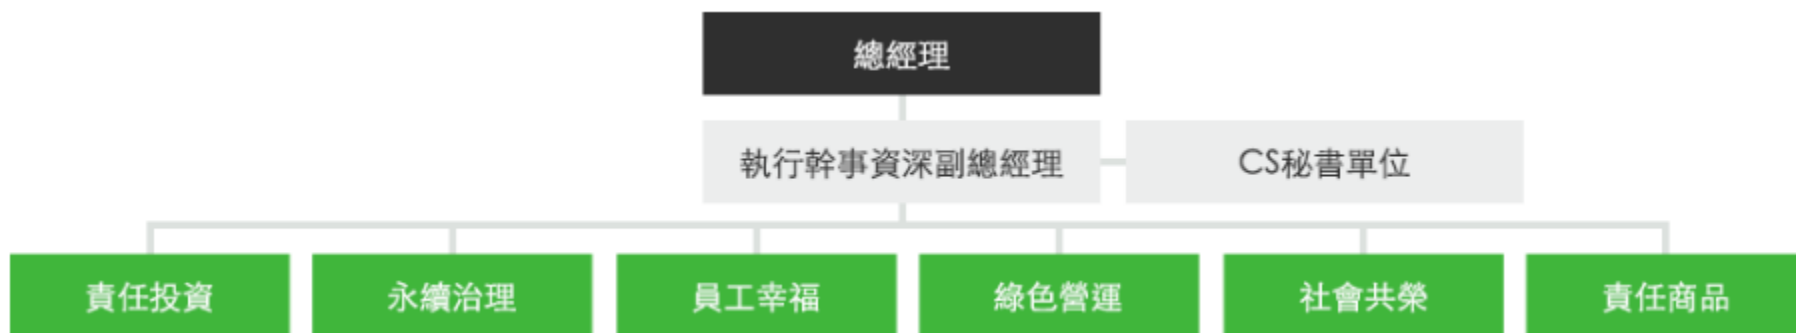 總經理
執行幹事資深副總經理
CS秘書單位
責任投資
永續治理
員工幸福
綠色營運
社會共榮
責任商品